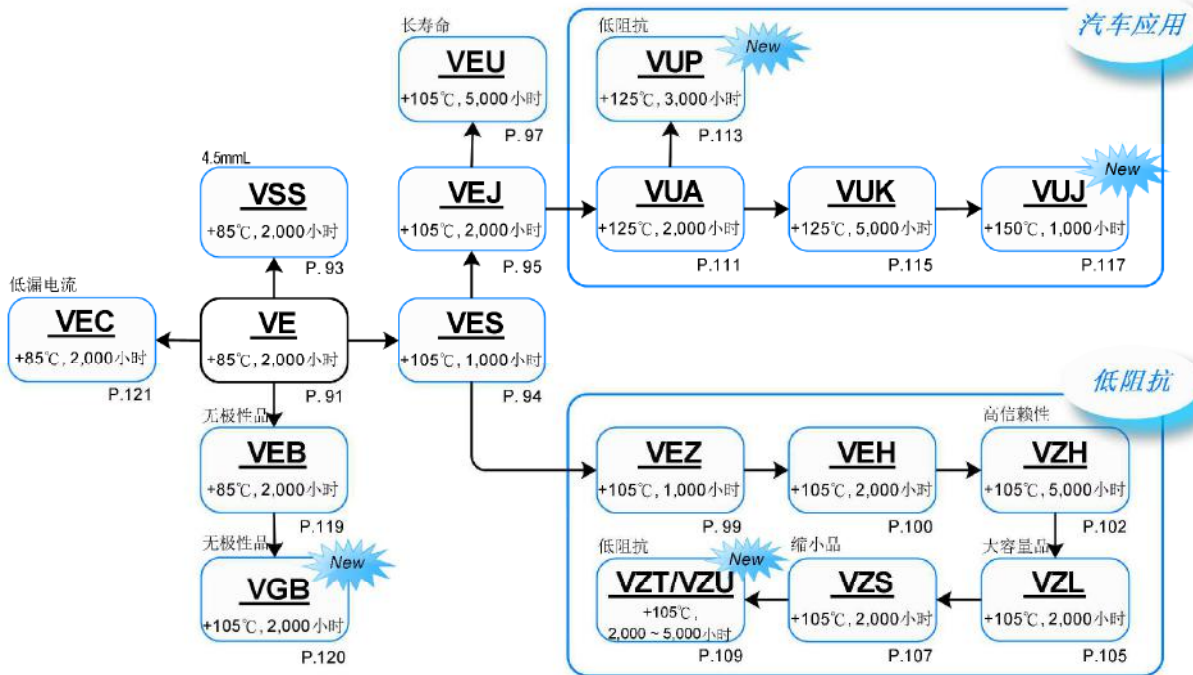 汽车应用
长寿命
VEU
+105℃, 5,000小时
P. 97
低阻抗
New
VUP
+125℃, 3,000小时
P.113
4.5mmL
VSS
+85℃, 2,000小时
P. 93
VEJ
+105℃, 2,000小时
P. 95
VUA
+125℃, 2,000小时
P.111
VUK
+125℃, 5,000小时
P.115
New
VUJ
+150℃, 1,000小时
P.117
低漏电流
VEC
+85℃, 2,000小时
P.121
VE
+85℃, 2,000小时
P.91
VES
+105℃, 1,000小时
P. 94
低阻抗
无极性品
VEB
+85℃, 2,000小时
P.119
VEZ
+105℃, 1,000小时
P. 99
VEH
+105℃, 2,000小时
P.100
高信赖性
VZH
+105℃, 5,000小时
P.102
无极性品
New
VGB
+105℃, 2,000小时
P.120
低阻抗
New
VZT/VZU
+105℃,
2,000 ~ 5,000小时
P.109
缩小品
VZS
+105℃, 2,000小时
P.107
大容量品
VZL
+105℃, 2,000小时
P.105